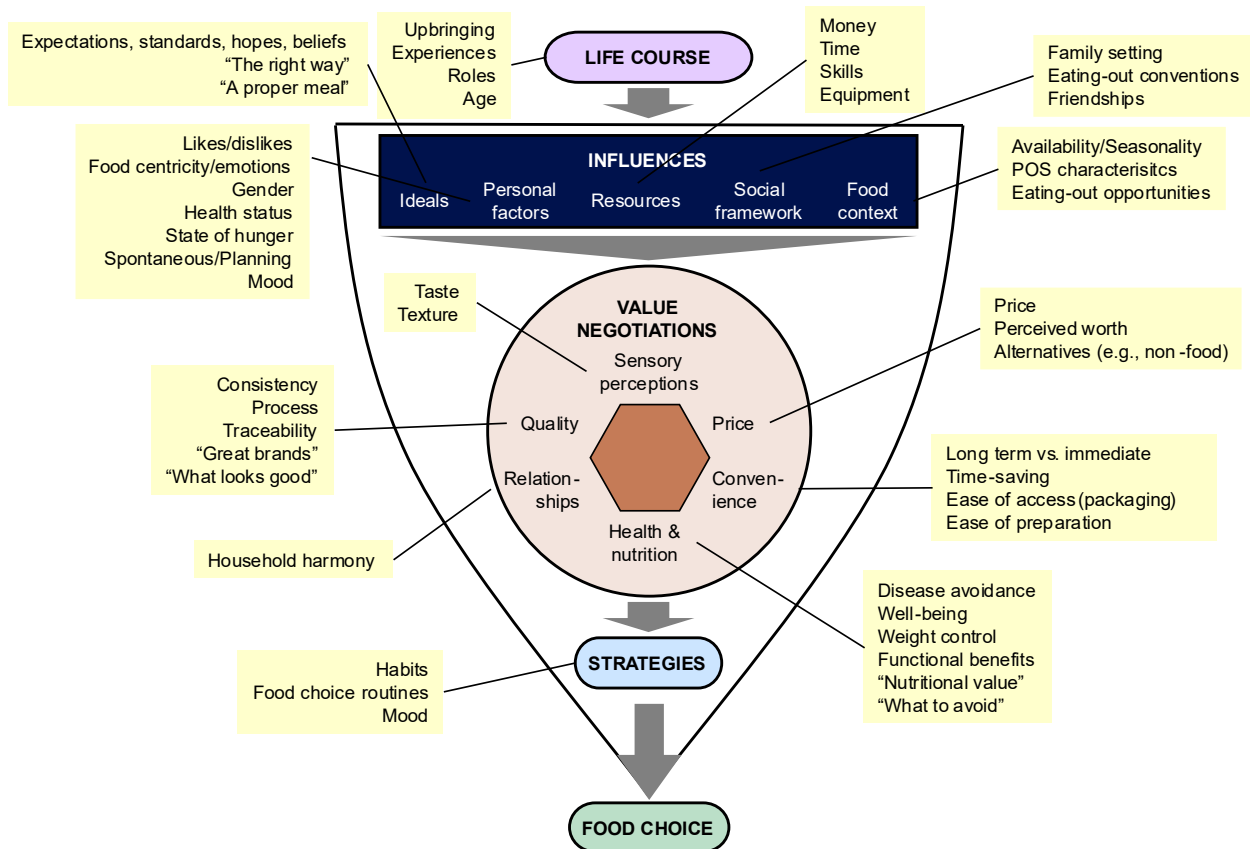 Upbringing
Experiences
Roles
Age
LIFE COURSE
Money
Time
Skills
Equipment
Expectations, standards, hopes, beliefs
“The right way”
“A proper meal”
Family setting
Eating-out conventions
Friendships
Likes/dislikes
Food centricity/emotions
Gender
Health status
State of hunger
Spontaneous/Planning
Mood
INFLUENCES
Ideals
Personal
factors
Resources
Social
framework
Food
context
Availability/Seasonality
POS characterisitcs
Eating-out opportunities
Taste
Texture
VALUE
NEGOTIATIONS
Sensory
perceptions
Quality
Price
Relation-
ships
Conven-
ience
Health &
nutrition
Price
Perceived worth
Alternatives (e.g., non -food)
Consistency
Process
Traceability
“Great brands”
“What looks good”
Long term vs. immediate
Time-saving
Ease of access (packaging)
Ease of preparation
Household harmony
Disease avoidance
Well-being
Weight control
Functional benefits
“Nutritional value”
“What to avoid”
STRATEGIES
Habits
Food choice routines
Mood
FOOD CHOICE